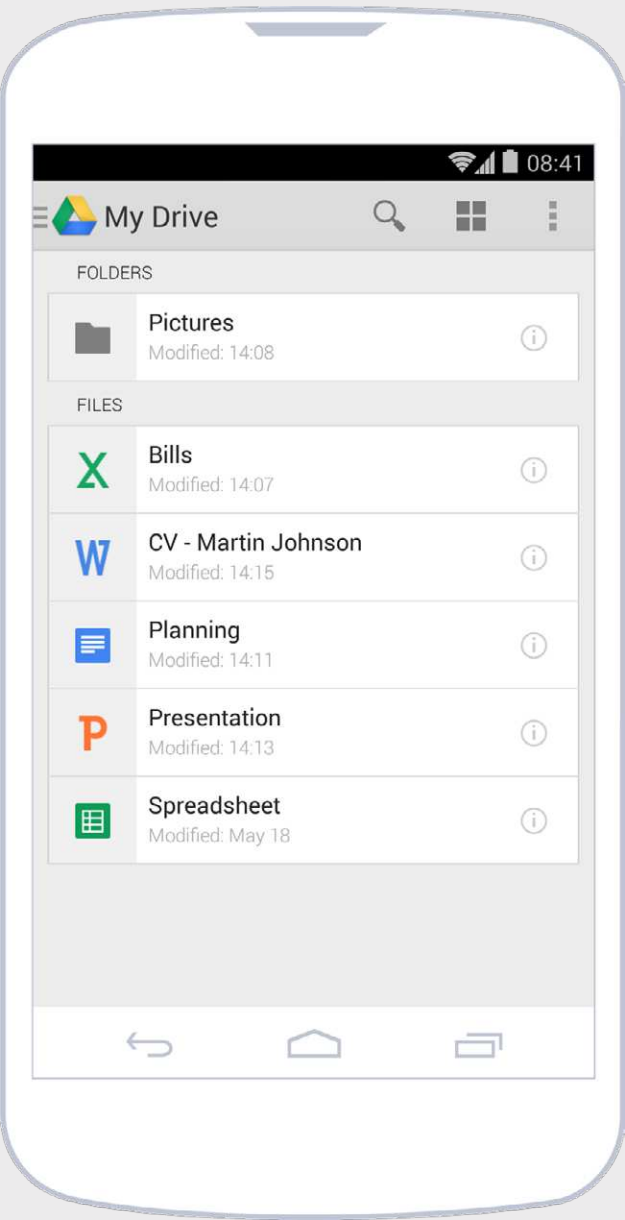 08:41
My Drive
FOLDERS
Pictures
Modified: 14:08
FILES
Bills
Modified: 14:07
CV - Martin Johnson
Modified: 14:15
Planning
Modified: 14:11
Presentation
Modified: 14:13
Spreadsheet
Modified: May 18